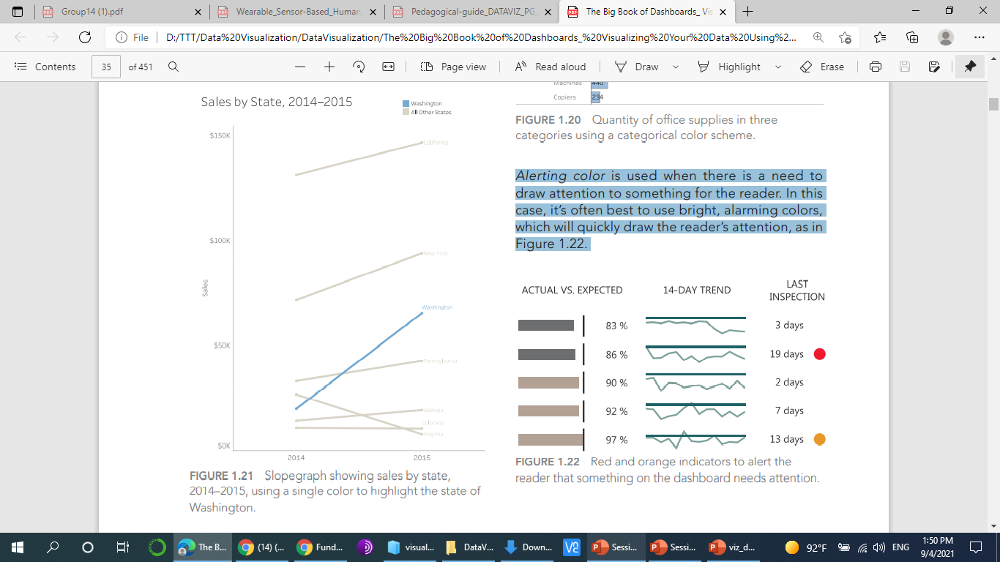 Group14 (1).pdf
Wearable_Sensor-Based_Human_
Pedagogical-guide_DATAVIZ_PG_
The Big Book of Dashboards_ Vis
File
D:/TTT/Data%20Visualization/DataVisualization/The%20Big%20Book%20of%20Dashboards_%20Visualizing%20Your%20Data%20Using%2...
Contents
35
of 451
Page view
Read aloud
Draw
Highlight
Erase
Sales by State, 2014–2015
Washington
All Other States
$150K
$100K
$50K
$0K
Sales
California
New York
Washington
Pennsylvania
Georgia
Colorado
Virginia
2014
2015
FIGURE 1.21 Slopegraph showing sales by state,
2014–2015, using a single color to highlight the state of
Washington.
Machines
440
Copiers
234
FIGURE 1.20 Quantity of office supplies in three
categories using a categorical color scheme.
Alerting color is used when there is a need to
draw attention to something for the reader. In this
case, it's often best to use bright, alarming colors,
which will quickly draw the reader's attention, as in
Figure 1.22.
ACTUAL VS. EXPECTED
14-DAY TREND
LAST
INSPECTION
83 %
3 days
86 %
19 days
90 %
2 days
92 %
7 days
97 %
13 days
FIGURE 1.22 Red and orange indicators to alert the
reader that something on the dashboard needs attention.
The B...
(14) (...
Fund...
visual...
DataV...
Down...
Sessi...
Sessi...
viz_d...
92°F
ENG
1:50 PM
9/4/2021